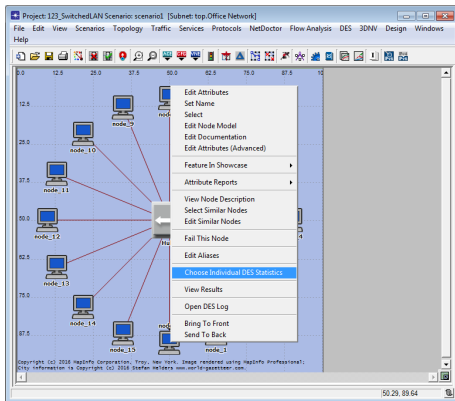 Project: 123_SwitchedLAN Scenario: scenario1 [Subnet: top.Office Network]
File Edit View Scenarios Topology Traffic Services Protocols NetDoctor Flow Analysis DES 3DNV Design Windows
Help
0.0 12.5 25.0 37.5 50.0 62.5 75.0 87.5 10
12.5
25.0
37.5
50.0
62.5
75.0
87.5
node_9
node_10
node_11
node_12
node_13
node_14
node_15
node_1
Edit Attributes
Set Name
Select
Edit Node Model
Edit Documentation
Edit Attributes (Advanced)
Feature In Showcase
Attribute Reports
View Node Description
Select Similar Nodes
Edit Similar Nodes
Fail This Node
Edit Aliases
Choose Individual DES Statistics
View Results
Open DES Log
Bring To Front
Send To Back
Copyright (c) 2016 MapInfo Corporation, Troy, New York. Image rendered using MapInfo Professional;
City information is Copyright (c) 2016 Stefan Helders www.world-gazetteer.com.
50.29, 89.64